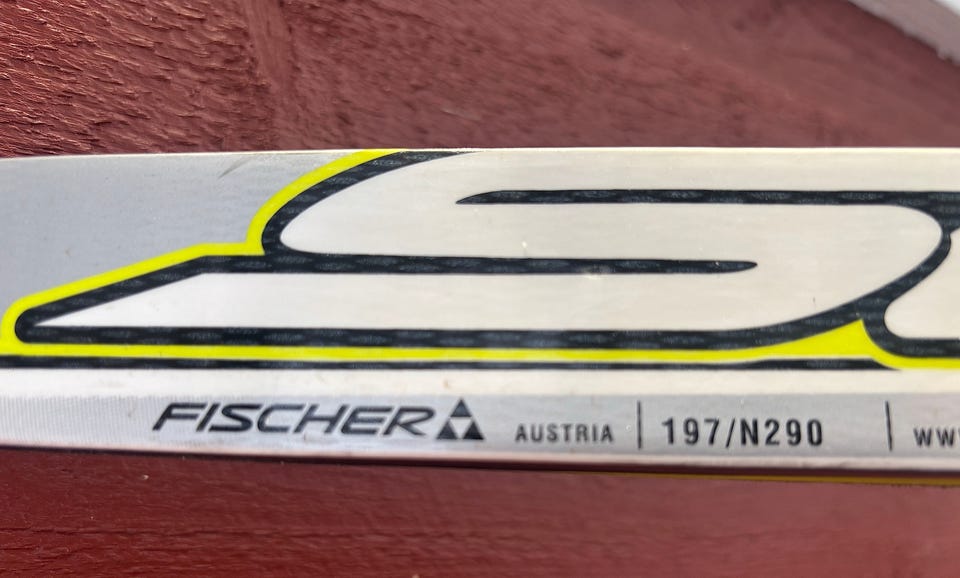 S
FISCHER AUSTRIA | 197/N290 |